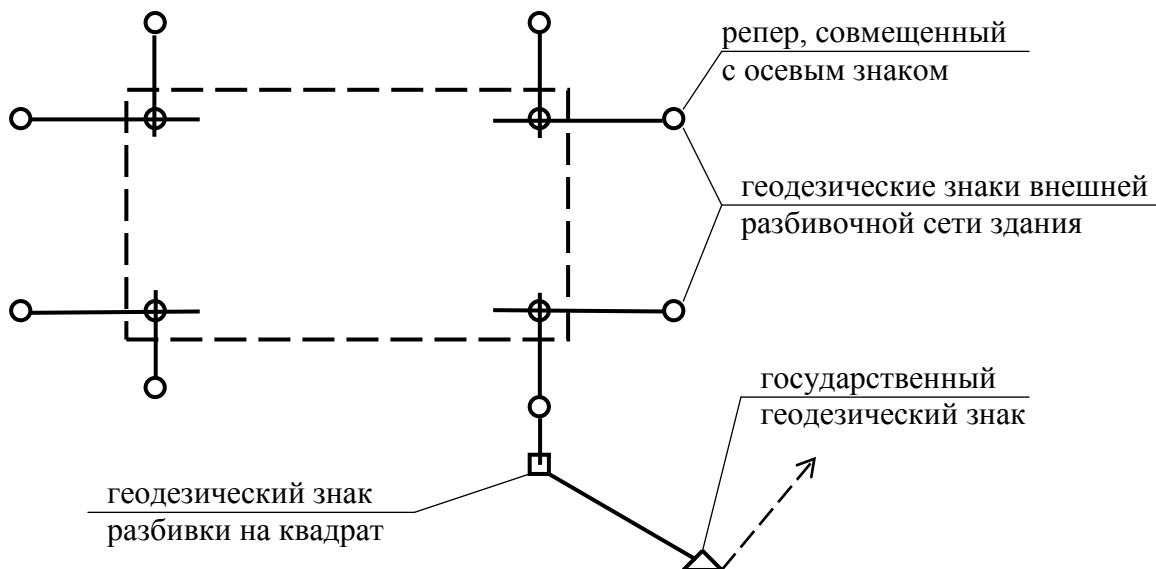 репер, совмещенный
с осевым знаком
геодезические знаки внешней
разбивочной сети здания
государственный
геодезический знак
геодезический знак
разбивки на квадрат